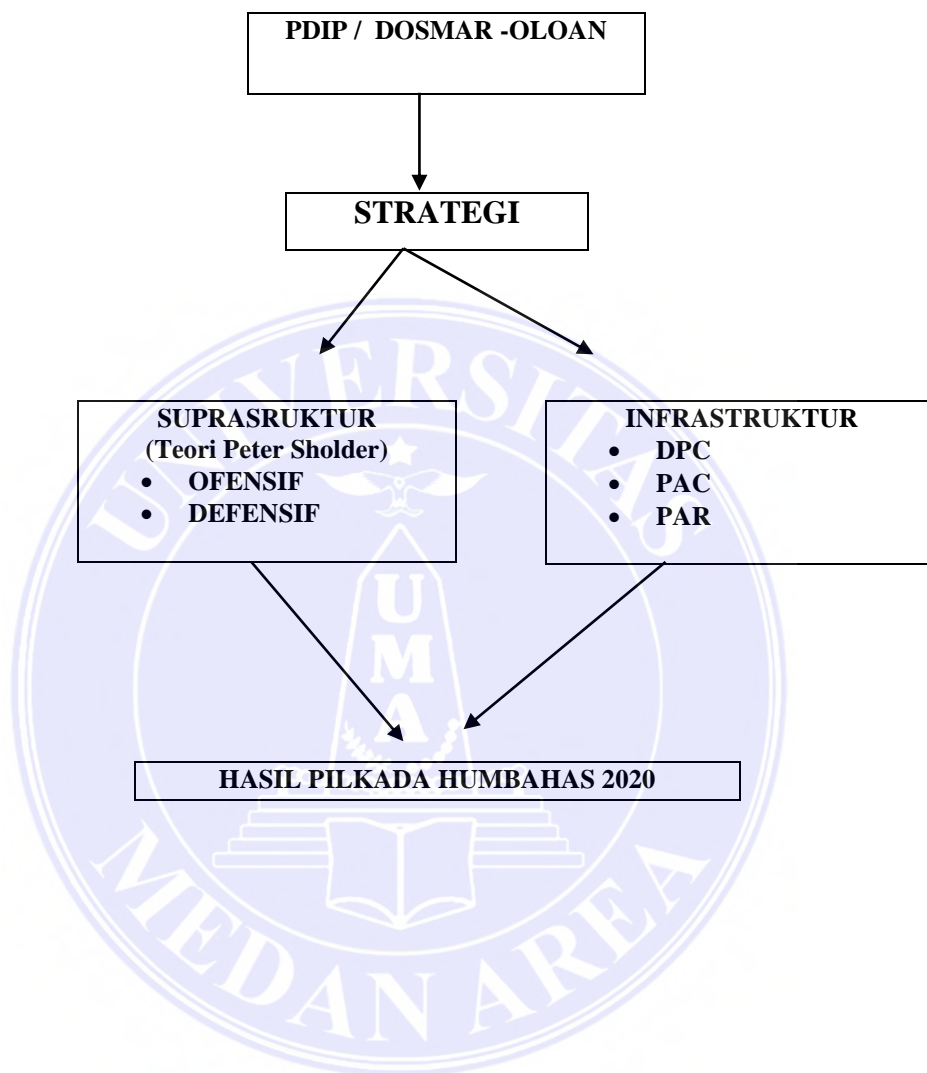 PDIP / DOSMAR -OLOAN
STRATEGI
SUPRASRUKTUR
(Teori Peter Sholder)
• OFENSIF
• DEFENSIF
INFRASTRUKTUR
• DPC
• PAC
• PAR
HASIL PILKADA HUMBAHAS 2020
UNIVERSITAS
UMA
MEDAN AREA